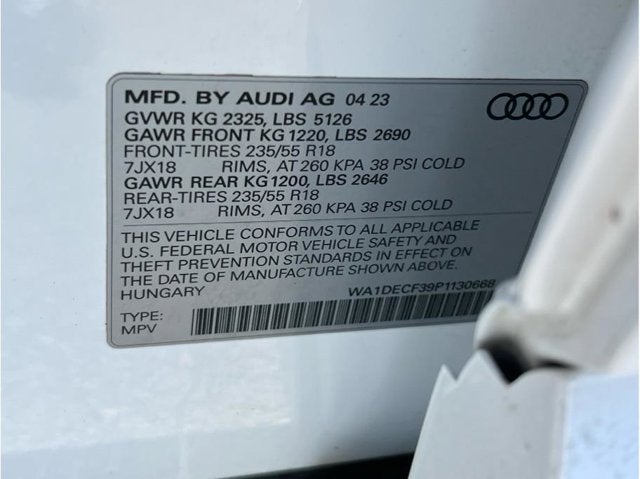 MFD. BY AUDI AG 04 23
GVWR KG 2325, LBS 5126
GAWR FRONT KG 1220, LBS 2690
FRONT-TIRES 235/55 R18
7JX18 RIMS, AT 260 KPA 38 PSI COLD
GAWR REAR KG 1200, LBS 2646
REAR-TIRES 235/55 R18
7JX18 RIMS, AT 260 KPA 38 PSI COLD
THIS VEHICLE CONFORMS TO ALL APPLICABLE
U.S. FEDERAL MOTOR VEHICLE SAFETY AND
THEFT PREVENTION STANDARDS IN EFFECT ON
THE DATE OF MANUFACTURE SHOWN ABOVE.
HUNGARY WA1DECF39P1130668
TYPE:
MPV